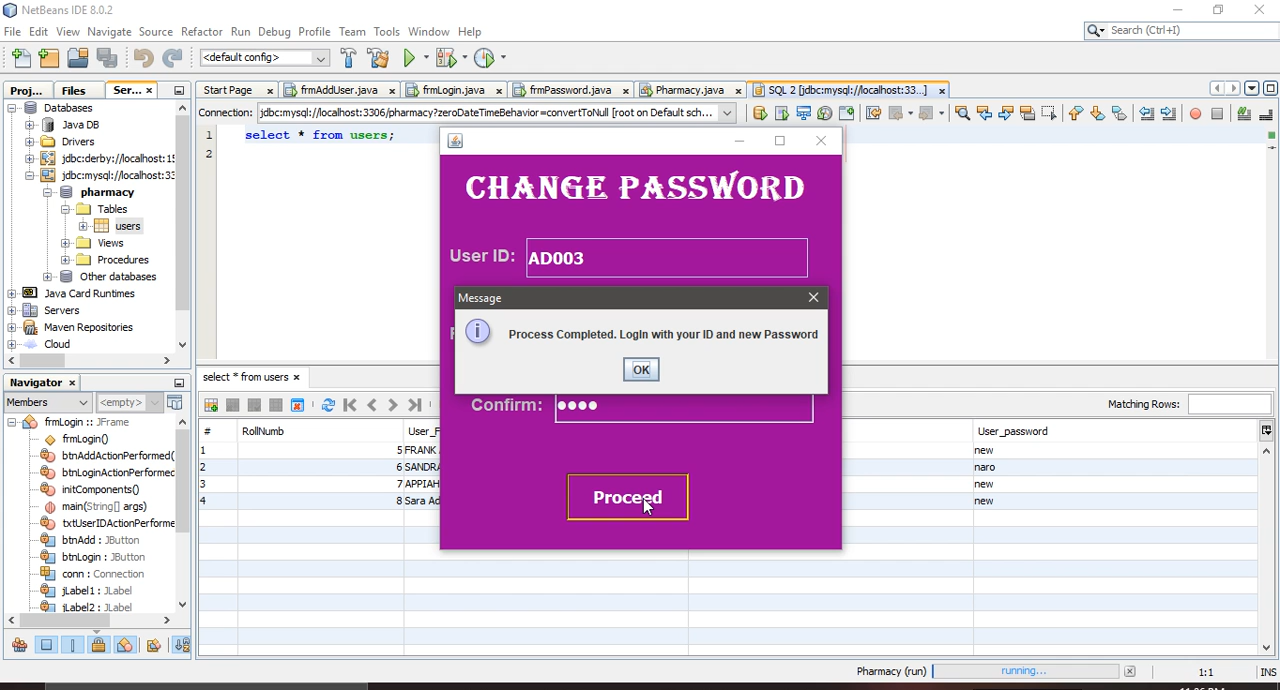 NetBeans IDE 8.0.2
File Edit View Navigate Source Refactor Run Debug Profile Team Tools Window Help
Search (Ctrl+I)
<default config>
Proj... Files Ser...
Start Page frmAddUser.java frmLogin.java frmPassword.java Pharmacy.java SQL 2 [jdbc:mysql://localhost:33...]
Connection: jdbc:mysql://localhost:3306/pharmacy?zeroDateTimeBehavior=convertToNull [root on Default sch...
Databases
Java DB
Drivers
jdbc:derby://localhost:15
jdbc:mysql://localhost:33
pharmacy
Tables
users
Views
Procedures
Other databases
Java Card Runtimes
Servers
Maven Repositories
Cloud
1 select * from users;
2
CHANGE PASSWORD
User ID: AD003
Message
Process Completed. LogIn with your ID and new Password
OK
Confirm:
Proceed
Navigator
Members <empty>
frmLogin :: JFrame
frmLogin()
btnAddActionPerformed(
btnLoginActionPerformed
initComponents()
main(String[] args)
txtUserIDActionPerforme
btnAdd : JButton
btnLogin : JButton
conn : Connection
jLabel1 : JLabel
jLabel2 : JLabel
select * from users
Matching Rows:
# RollNumb User_F User_password
1 5 FRANK new
2 6 SANDRA naro
3 7 APPIAH new
4 8 Sara Ad new
Pharmacy (run) running... 1:1 INS